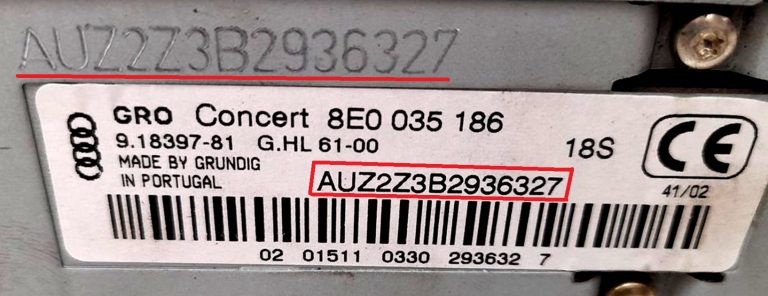 AUZ2Z3B2936327
GRO Concert 8E0 035 186
9.18397-81 G.HL 61-00 18S
MADE BY GRUNDIG
IN PORTUGAL AUZ2Z3B2936327
CE
41/02
02 01511 0330 293632 7